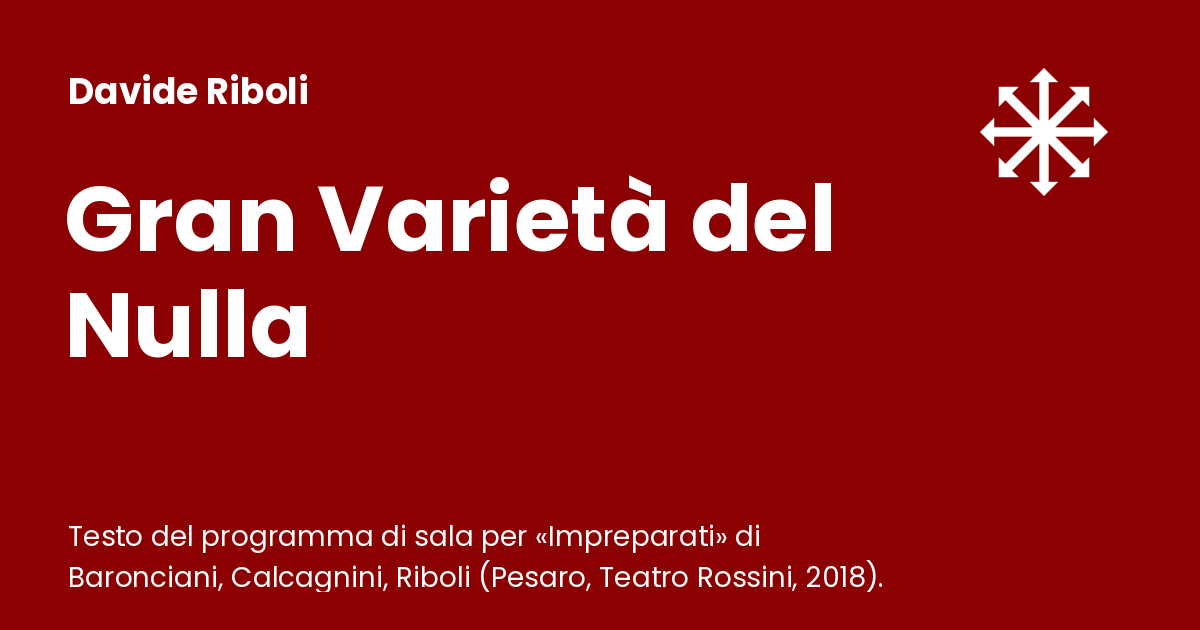 Davide Riboli
Gran Varietà del
Nulla
Testo del programma di sala per «Impreparati» di
Baronciani, Calcagnini, Riboli (Pesaro, Teatro Rossini, 2018).